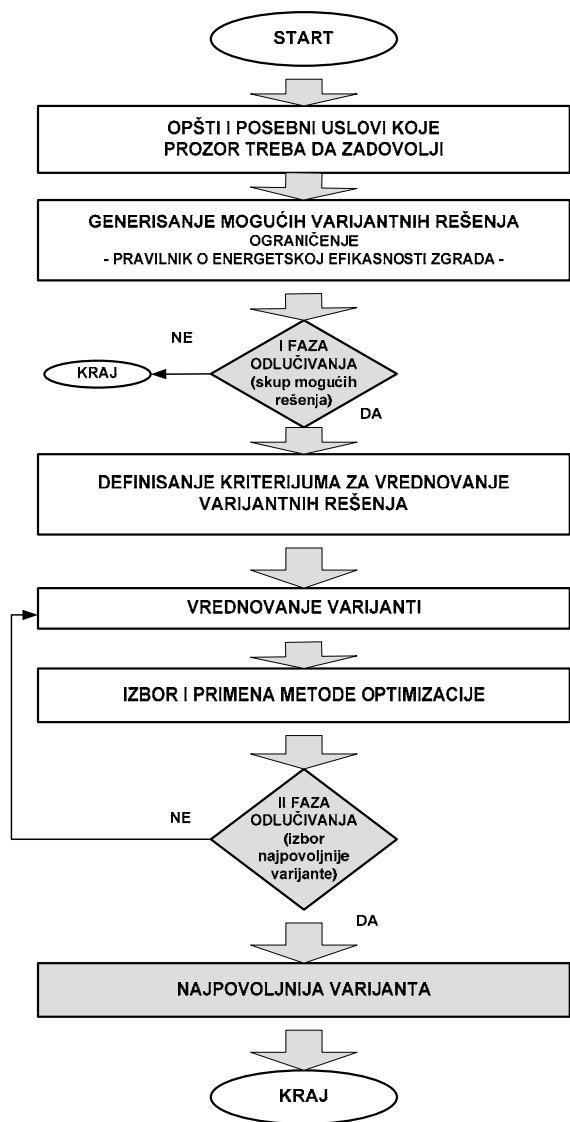 START
OPŠTI I POSEBNI USLOVI KOJE
PROZOR TREBA DA ZADOVOLJI
GENERISANJE MOGUĆIH VARIJANTNIH REŠENJA
OGRANIČENJE
- PRAVILNIK O ENERGETSKOJ EFIKASNOSTI ZGRADA -
NE
I FAZA
ODLUČIVANJA
(skup mogućih
rešenja)
KRAJ
DA
DEFINISANJE KRITERIJUMA ZA VREDNOVANJE
VARIJANTNIH REŠENJA
VREDNOVANJE VARIJANTI
IZBOR I PRIMENA METODE OPTIMIZACIJE
NE
II FAZA
ODLUČIVANJA
(izbor
najpovoljnije
varijante)
DA
NAJPOVOLJNIJA VARIJANTA
KRAJ